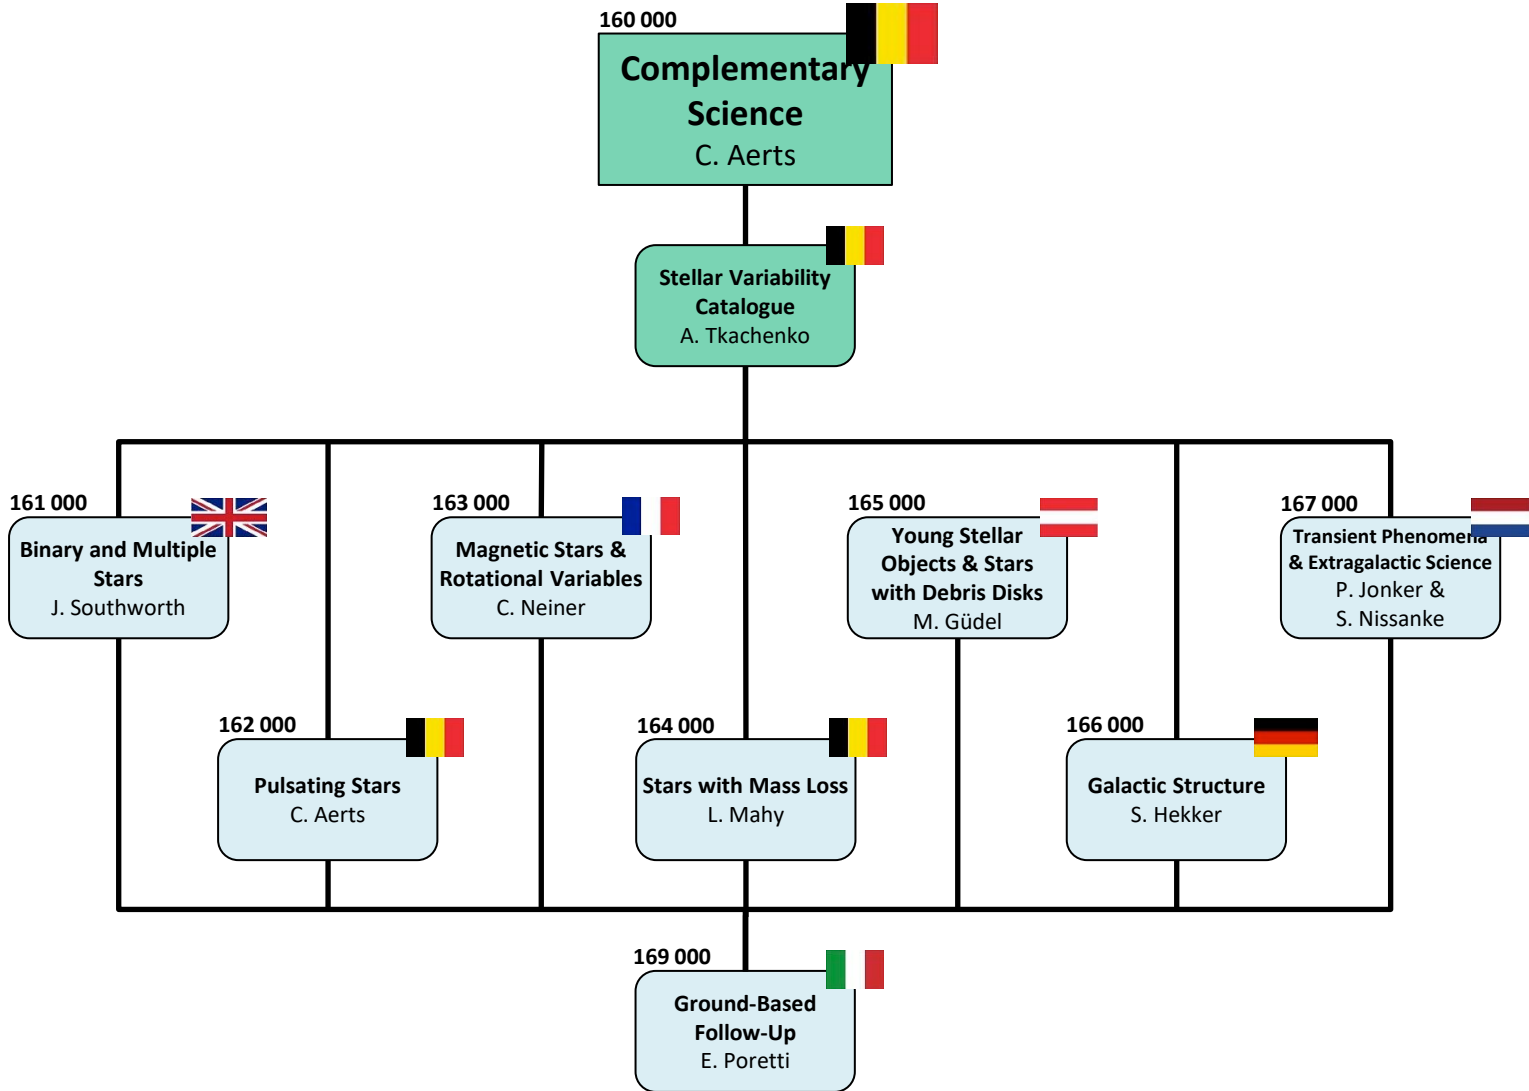 160 000
Complementary
Science
C. Aerts
Stellar Variability
Catalogue
A. Tkachenko
161 000
Binary and Multiple
Stars
J. Southworth
163 000
Magnetic Stars &
Rotational Variables
C. Neiner
165 000
Young Stellar
Objects & Stars
with Debris Disks
M. Güdel
167 000
Transient Phenomena
& Extragalactic Science
P. Jonker &
S. Nissanke
162 000
Pulsating Stars
C. Aerts
164 000
Stars with Mass Loss
L. Mahy
166 000
Galactic Structure
S. Hekker
169 000
Ground-Based
Follow-Up
E. Poretti